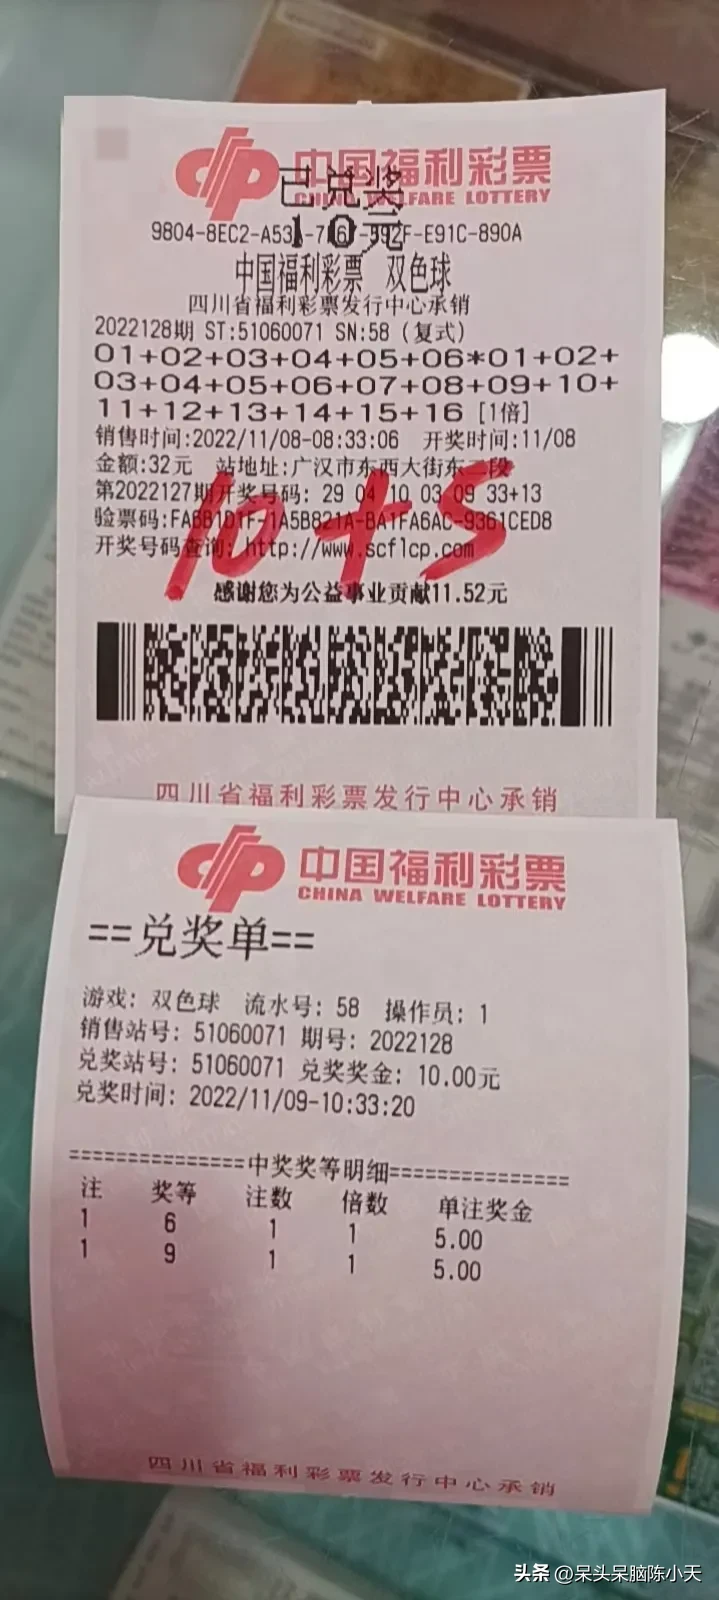 中国福利彩票
CHINA WELFARE LOTTERY
已兑奖
10元
9804-8EC2-A53 -E91C-890A
中国福利彩票 双色球
四川省福利彩票发行中心承销
2022128期 ST:51060071 SN:58 (复式)
01+02+03+04+05+06*01+02+
03+04+05+06+07+08+09+10+
11+12+13+14+15+16 [1倍]
销售时间:2022/11/08-08:33:06 开奖时间:11/08
金额:32元 站地址:广汉市东西大街东二段
第2022127期开奖号码: 29 04 10 03 09 33+13
验票码:FA6B1D1F-1A5B821A-BA1FA6AC-9361CED8
开奖号码查询: http://www.scflcp.com
10+5
感谢您为公益事业贡献11.52元
四川省福利彩票发行中心承销
中国福利彩票
CHINA WELFARE LOTTERY
==兑奖单==
游戏: 双色球 流水号: 58 操作员: 1
销售站号: 51060071 期号: 2022128
兑奖站号: 51060071 兑奖奖金: 10.00元
兑奖时间: 2022/11/09-10:33:20
===============中奖奖等明细===============
注 奖等 注数 倍数 单注奖金
1 6 1 1 5.00
1 9 1 1 5.00
四川省福利彩票发行中心承销
头条 @呆头呆脑陈小天